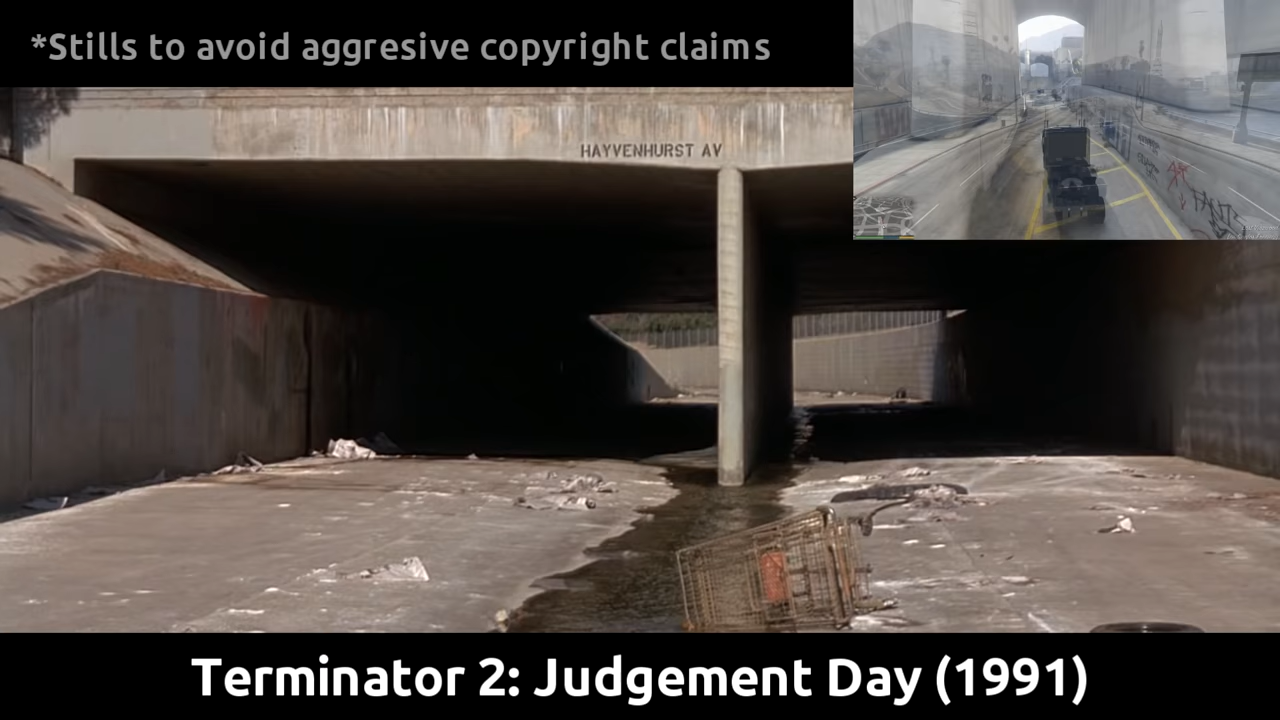 *Stills to avoid aggresive copyright claims
HAYVENHURST AV
Terminator 2: Judgement Day (1991)